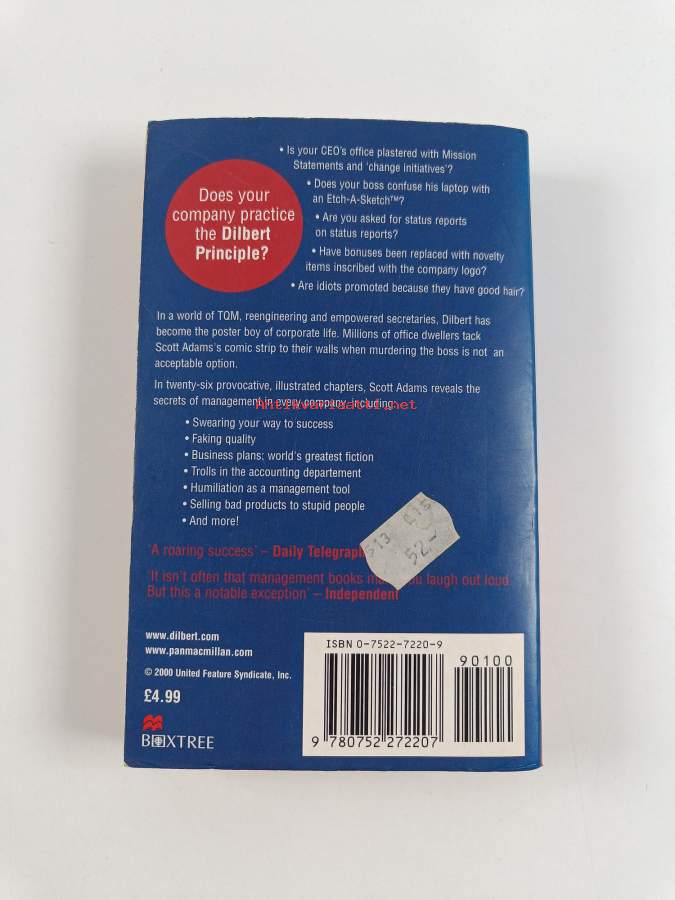 • Is your CEO's office plastered with Mission
Statements and 'change initiatives'?
• Does your boss confuse his laptop with
an Etch-A-Sketch™?
• Are you asked for status reports
on status reports?
• Have bonuses been replaced with novelty
items inscribed with the company logo?
• Are idiots promoted because they have good hair?
Does your
company practice
the Dilbert
Principle?
In a world of TQM, reengineering and empowered secretaries, Dilbert has
become the poster boy of corporate life. Millions of office dwellers tack
Scott Adams's comic strip to their walls when murdering the boss is not an
acceptable option.
In twenty-six provocative, illustrated chapters, Scott Adams reveals the
secrets of management in every company, including:
Antikvariaatti.net
• Swearing your way to success
• Faking quality
• Business plans: world's greatest fiction
• Trolls in the accounting departement
• Humiliation as a management tool
• Selling bad products to stupid people
• And more!
'A roaring success' – Daily Telegraph
513
52-
'It isn't often that management books you laugh out loud
But this a notable exception' – Independent
www.dilbert.com
www.panmacmillan.com
© 2000 United Feature Syndicate, Inc.
£4.99
BOXTREE
ISBN 0-7522-7220-9
90100
9 780752 272207